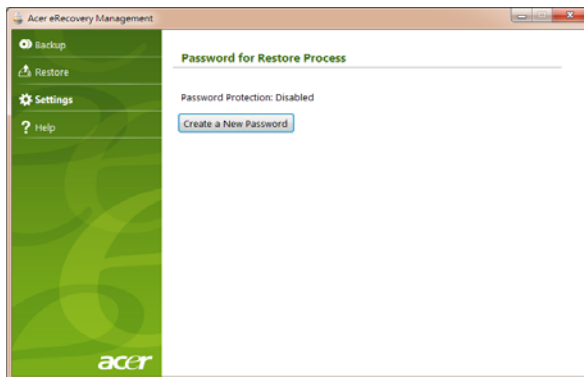 Acer eRecovery Management
Backup
Restore
Settings
Help
Password for Restore Process
Password Protection: Disabled
Create a New Password
acer